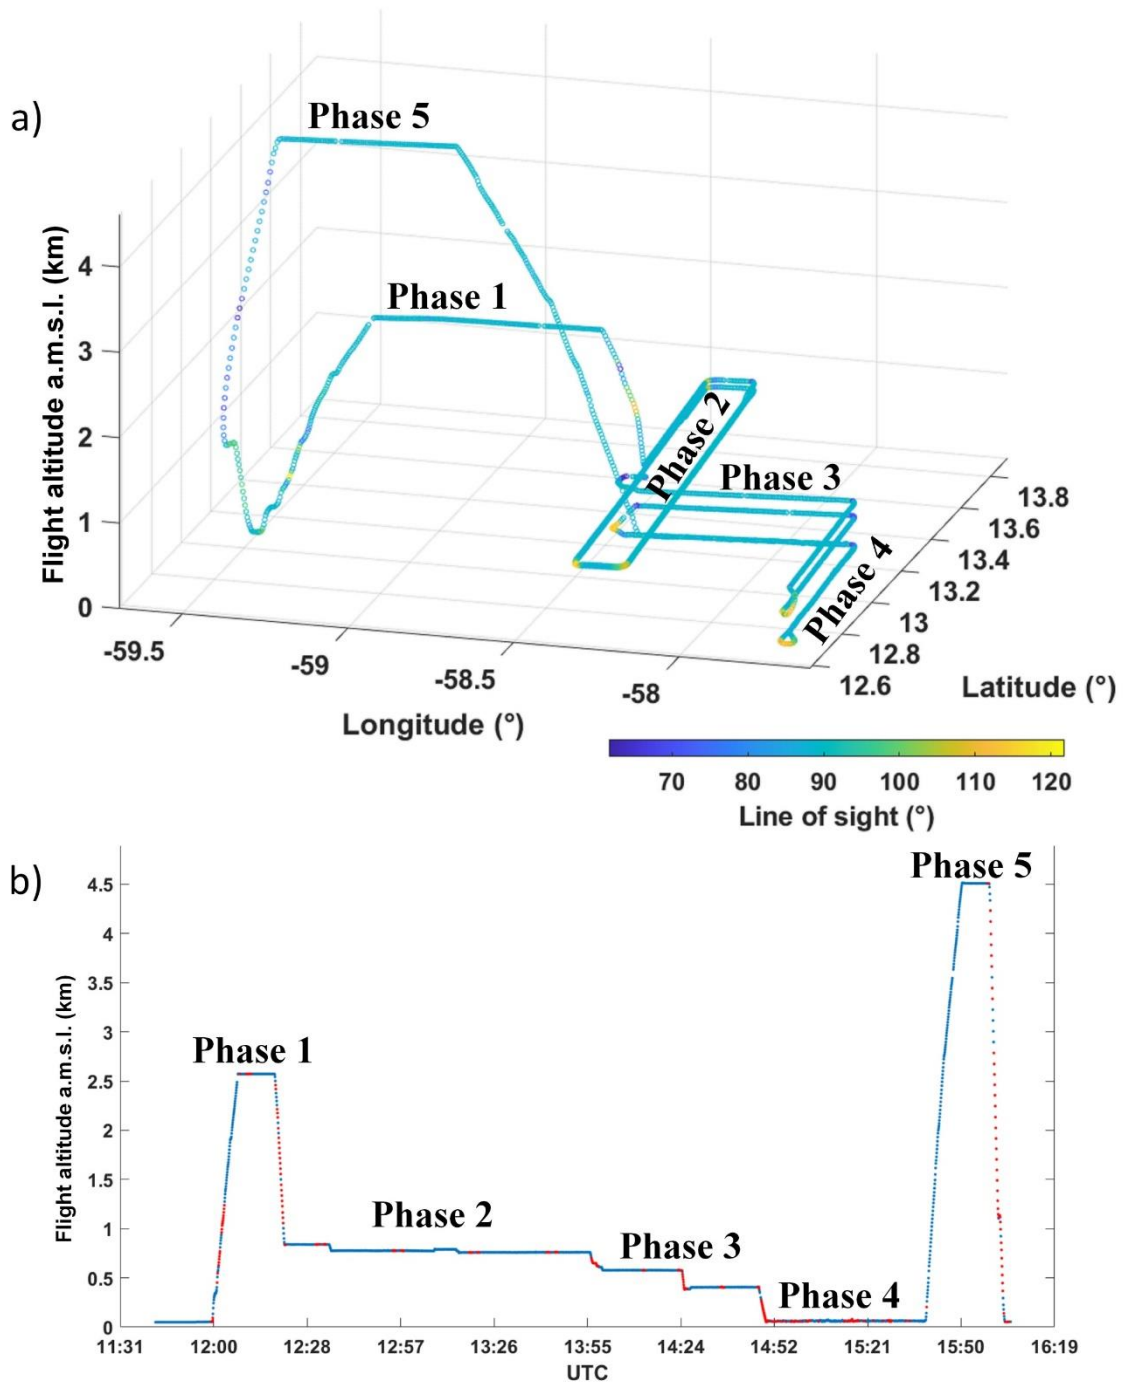 a)
Phase 5
Phase 1
Phase 2
Phase 3
Phase 4
Flight altitude a.m.s.l. (km)
4
3
2
1
0
-59.5
-59
-58.5
-58
Longitude (°)
13.8
13.6
13.4
13.2
13
12.8
12.6
Latitude (°)
70 80 90 100 110 120
Line of sight (°)
b)
Phase 5
Phase 1
Phase 2
Phase 3
Phase 4
Flight altitude a.m.s.l. (km)
4.5
4
3.5
3
2.5
2
1.5
1
0.5
0
11:31 12:00 12:28 12:57 13:26 13:55 14:24 14:52 15:21 15:50 16:19
UTC